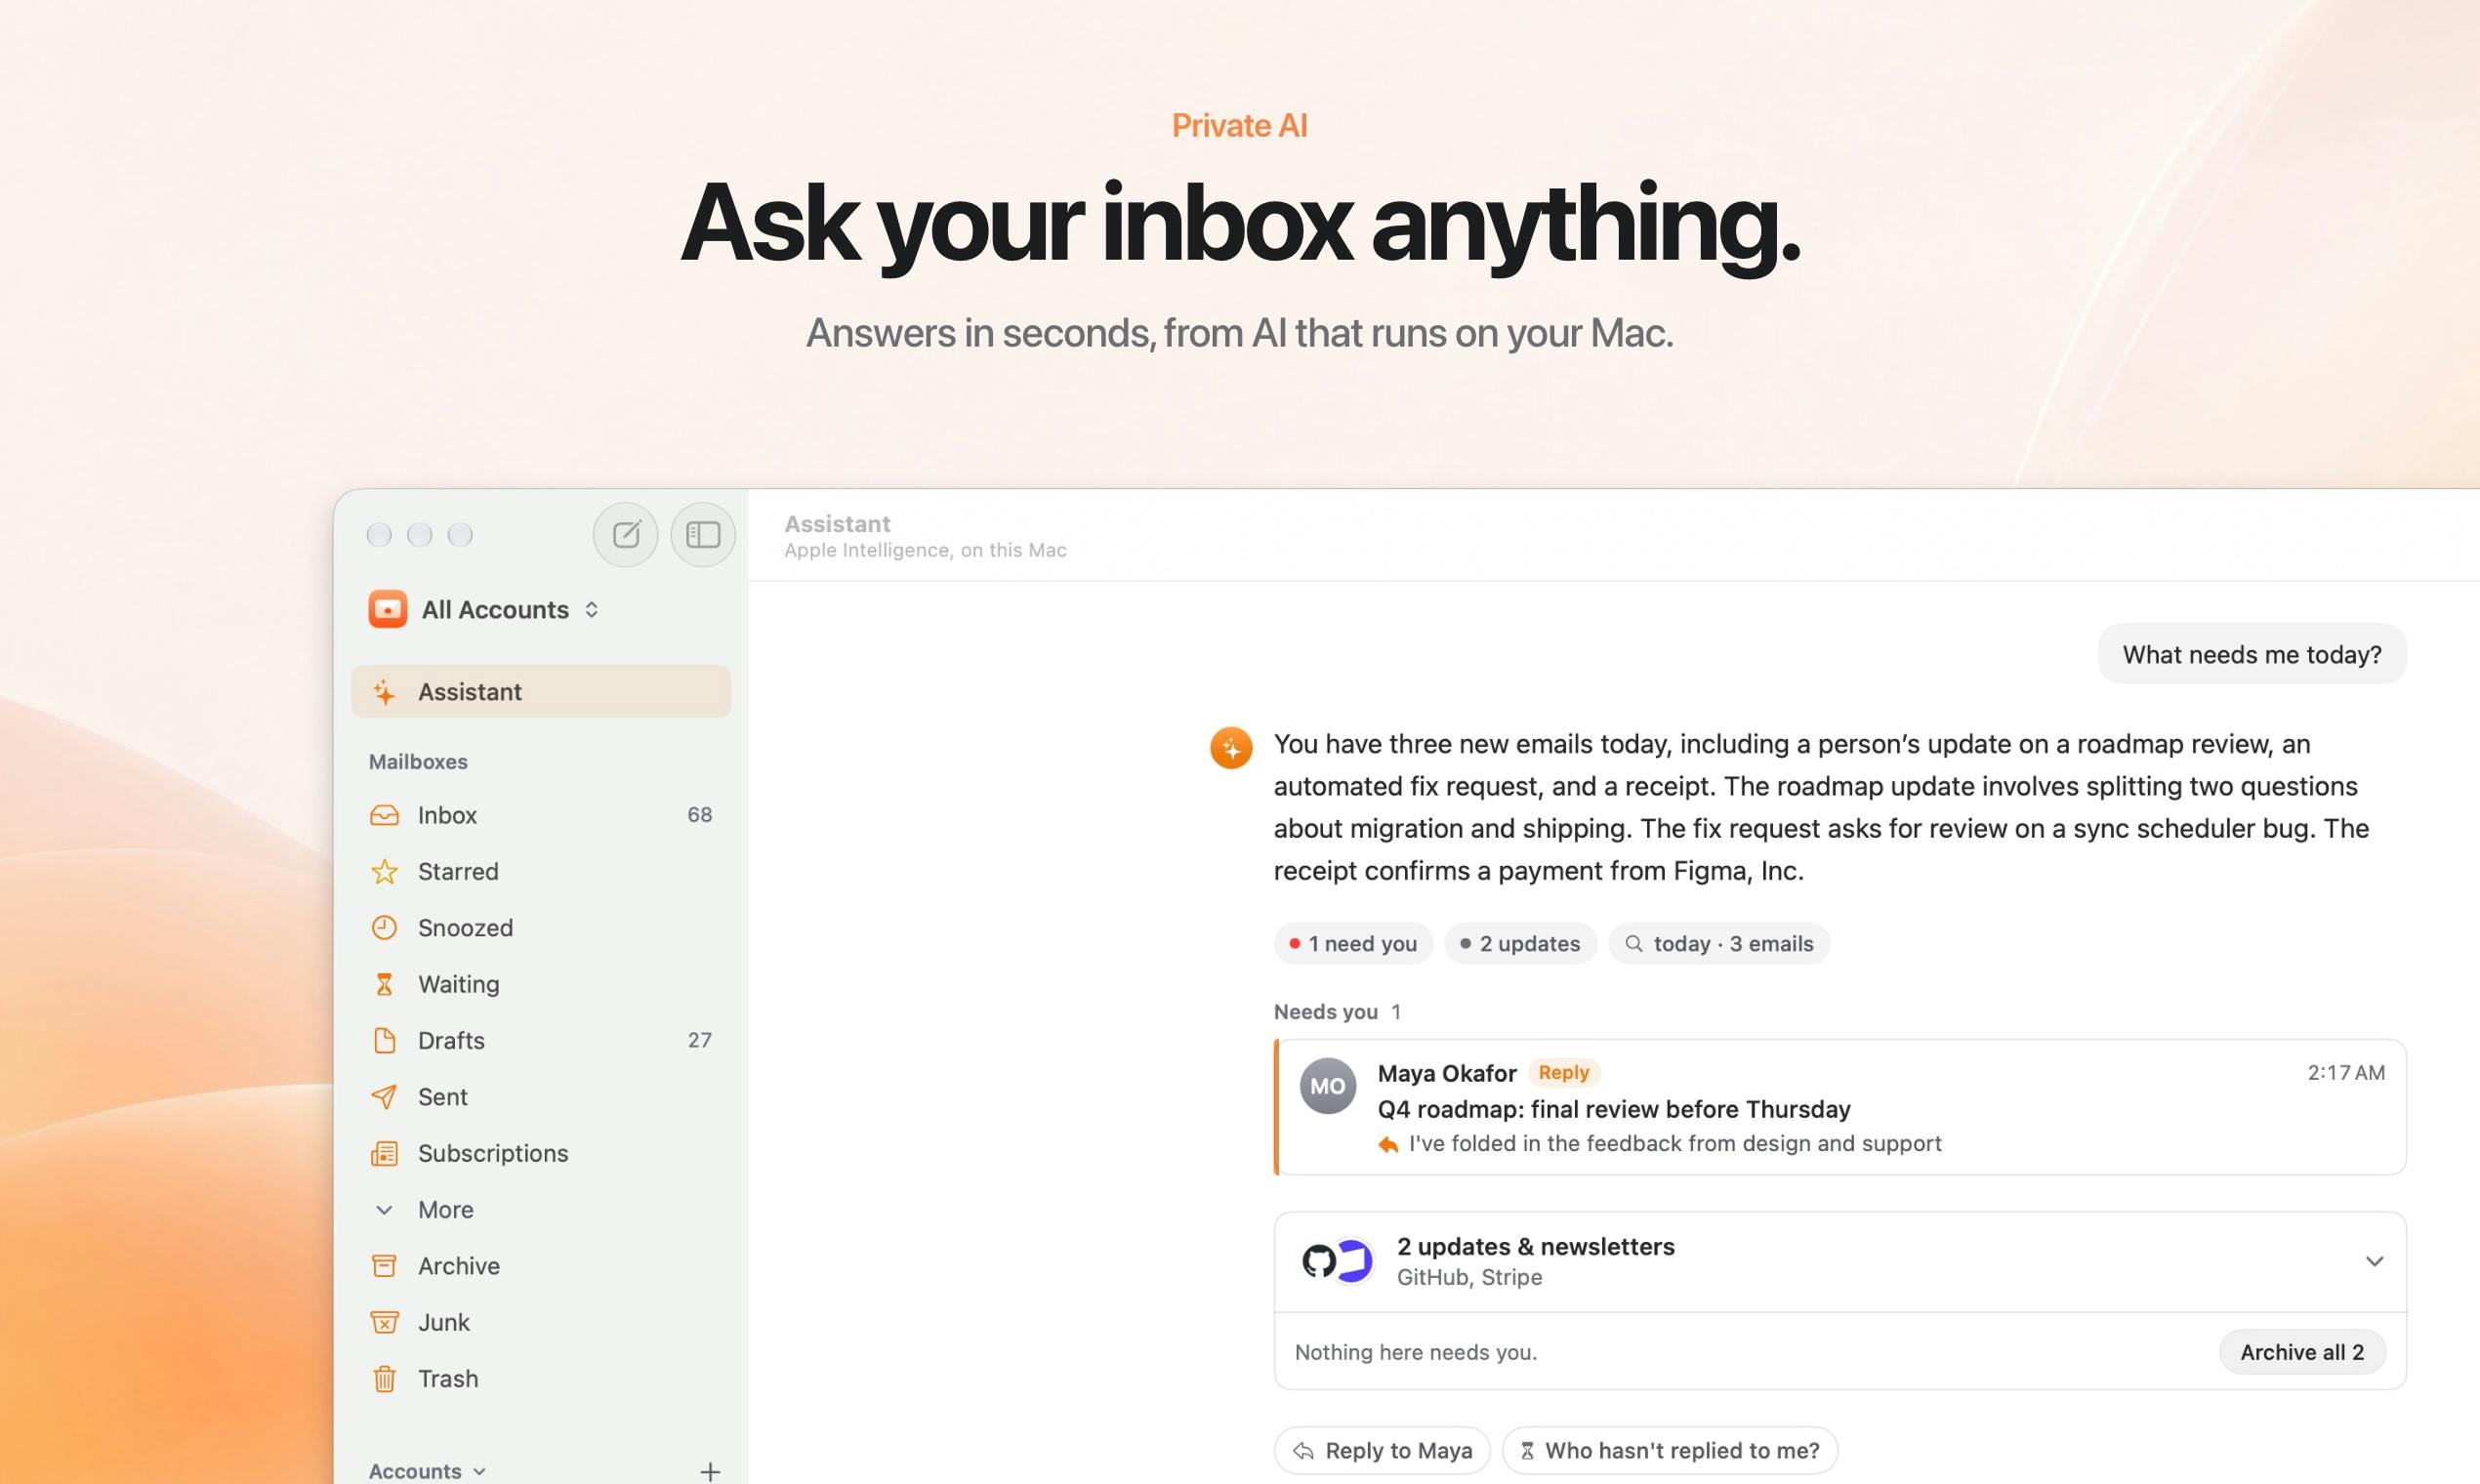 Private AI
Ask your inbox anything.
Answers in seconds, from AI that runs on your Mac.
All Accounts
Assistant
Mailboxes
Inbox 68
Starred
Snoozed
Waiting
Drafts 27
Sent
Subscriptions
More
Archive
Junk
Trash
Accounts
Assistant
Apple Intelligence, on this Mac
What needs me today?
You have three new emails today, including a person’s update on a roadmap review, an
automated fix request, and a receipt. The roadmap update involves splitting two questions
about migration and shipping. The fix request asks for review on a sync scheduler bug. The
receipt confirms a payment from Figma, Inc.
1 need you 2 updates today · 3 emails
Needs you 1
MO Maya Okafor Reply 2:17 AM
Q4 roadmap: final review before Thursday
I've folded in the feedback from design and support
2 updates & newsletters
GitHub, Stripe
Nothing here needs you. Archive all 2
Reply to Maya Who hasn't replied to me?